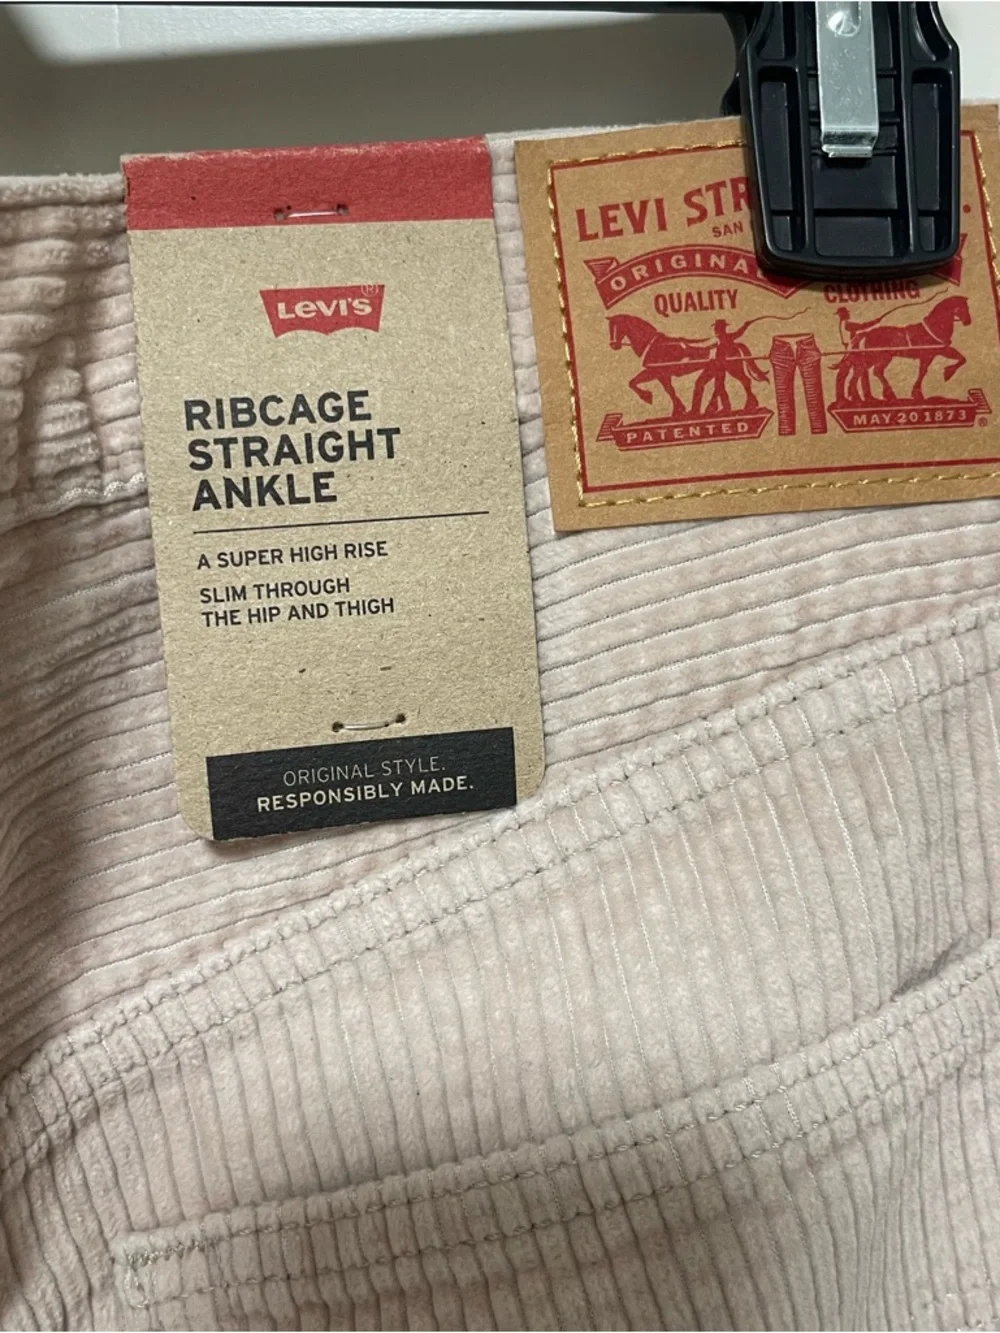 LEVI'S®
RIBCAGE
STRAIGHT
ANKLE
A SUPER HIGH RISE
SLIM THROUGH
THE HIP AND THIGH
ORIGINAL STYLE.
RESPONSIBLY MADE.
LEVI STR
SAN
ORIGINA
QUALITY CLOTHING
PATENTED MAY 20 1873 ®